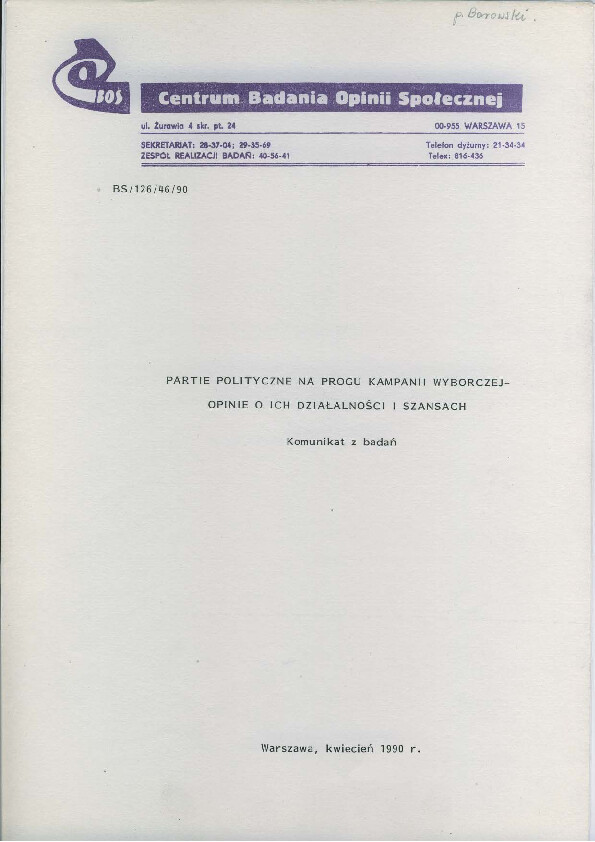 p. Borowski.
CBOS
Centrum Badania Opinii Społecznej
ul. Żurawia 4 skr. pt. 24 00-955 WARSZAWA 15
SEKRETARIAT: 28-37-04; 29-35-69 Telefon dyżurny: 21-34-34
ZESPÓŁ REALIZACJI BADAŃ: 40-56-41 Telex: 816-436
BS/126/46/90
PARTIE POLITYCZNE NA PROGU KAMPANII WYBORCZEJ-
OPINIE O ICH DZIAŁALNOŚCI I SZANSACH
Komunikat z badań
Warszawa, kwiecień 1990 r.